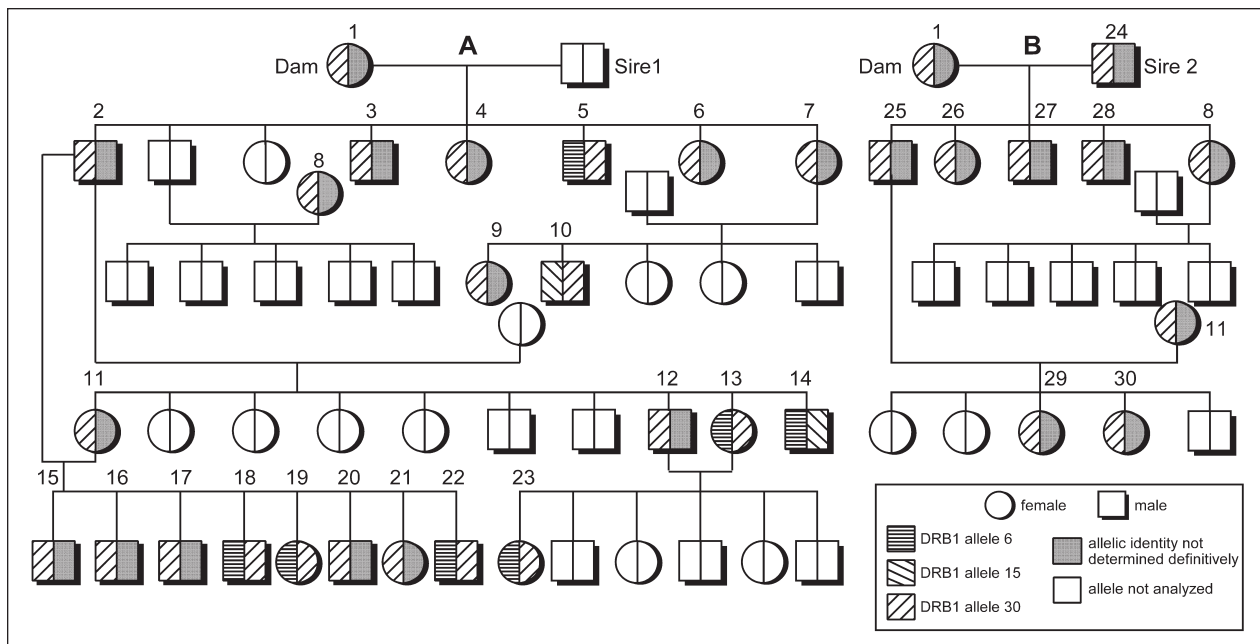 1 A 1 B 24
Dam Sire1 Dam Sire 2
2 3 4 5 6 7 25 26 27 28 8
8
9 10
11
11 12 13 14 29 30
15 16 17 18 19 20 21 22 23
female male
DRB1 allele 6
allelic identity not
determined definitively
DRB1 allele 15
allele not analyzed
DRB1 allele 30